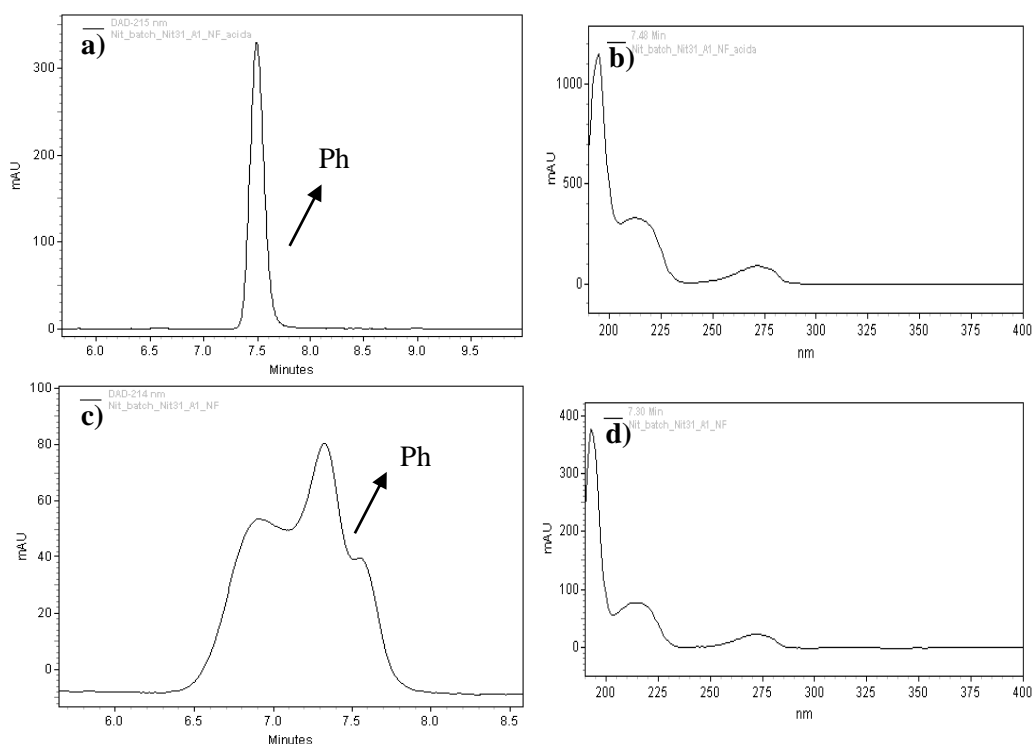 DAD-215 nm
Nit_batch_Nit31_A1_NF_acida
a)
Ph
mAU
300
200
100
0
6.0 6.5 7.0 7.5 8.0 8.5 9.0 9.5
Minutes
7.48 Min
Nit_batch_Nit31_A1_NF_acida
b)
mAU
1000
500
0
200 225 250 275 300 325 350 375 400
nm
DAD-214 nm
Nit_batch_Nit31_A1_NF
c)
Ph
mAU
100
80
60
40
20
0
6.0 6.5 7.0 7.5 8.0 8.5
Minutes
7.30 Min
Nit_batch_Nit31_A1_NF
d)
mAU
400
300
200
100
0
200 225 250 275 300 325 350 375 400
nm